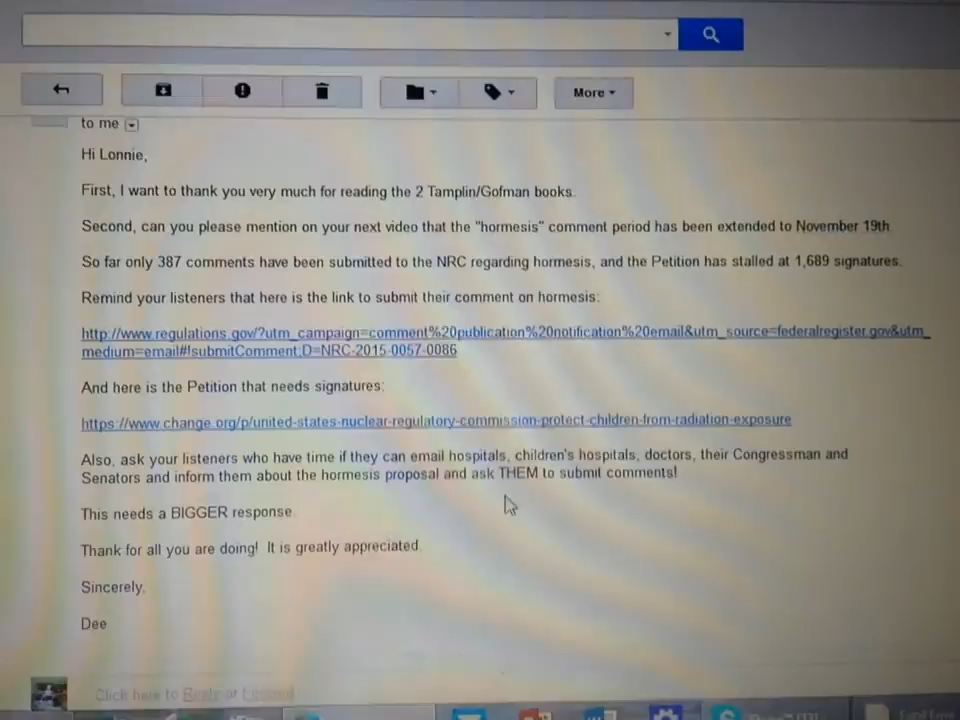 More
to me
Hi Lonnie,
First, I want to thank you very much for reading the 2 Tamplin/Gofman books.
Second, can you please mention on your next video that the "hormesis" comment period has been extended to November 19th
So far only 387 comments have been submitted to the NRC regarding hormesis, and the Petition has stalled at 1,689 signatures.
Remind your listeners that here is the link to submit their comment on hormesis:
http://www.regulations.gov/?utm_campaign=comment%20publication%20notification%20email&utm_source=federalregister.gov&utm_
medium=email#!submitComment;D=NRC-2015-0057-0086
And here is the Petition that needs signatures:
https://www.change.org/p/united-states-nuclear-regulatory-commission-protect-children-from-radiation-exposure
Also, ask your listeners who have time if they can email hospitals, children's hospitals, doctors, their Congressman and
Senators and inform them about the hormesis proposal and ask THEM to submit comments!
This needs a BIGGER response.
Thank for all you are doing! It is greatly appreciated.
Sincerely,
Dee
Click here to Reply or Forward